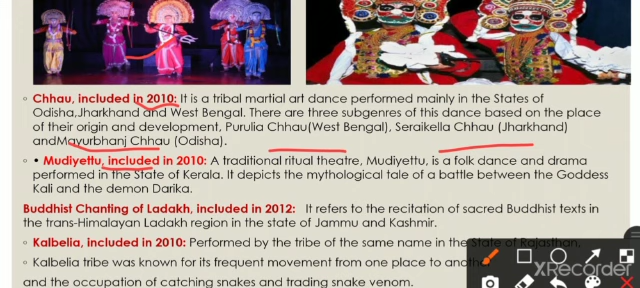 Chhau, included in 2010: It is a tribal martial art dance performed mainly in the States of
Odisha,Jharkhand and West Bengal. There are three subgenres of this dance based on the place
of their origin and development, Purulia Chhau(West Bengal), Seraikella Chhau (Jharkhand)
andMayurbhanj Chhau (Odisha).
• Mudiyettu, included in 2010: A traditional ritual theatre, Mudiyettu, is a folk dance and drama
performed in the State of Kerala. It depicts the mythological tale of a battle between the Goddess
Kali and the demon Darika.
Buddhist Chanting of Ladakh, included in 2012: It refers to the recitation of sacred Buddhist texts in
the trans-Himalayan Ladakh region in the state of Jammu and Kashmir.
Kalbelia, included in 2010: Performed by the tribe of the same name in the State of Rajasthan.
Kalbelia tribe was known for its frequent movement from one place to
and the occupation of catching snakes and trading snake venom.
XRecorder